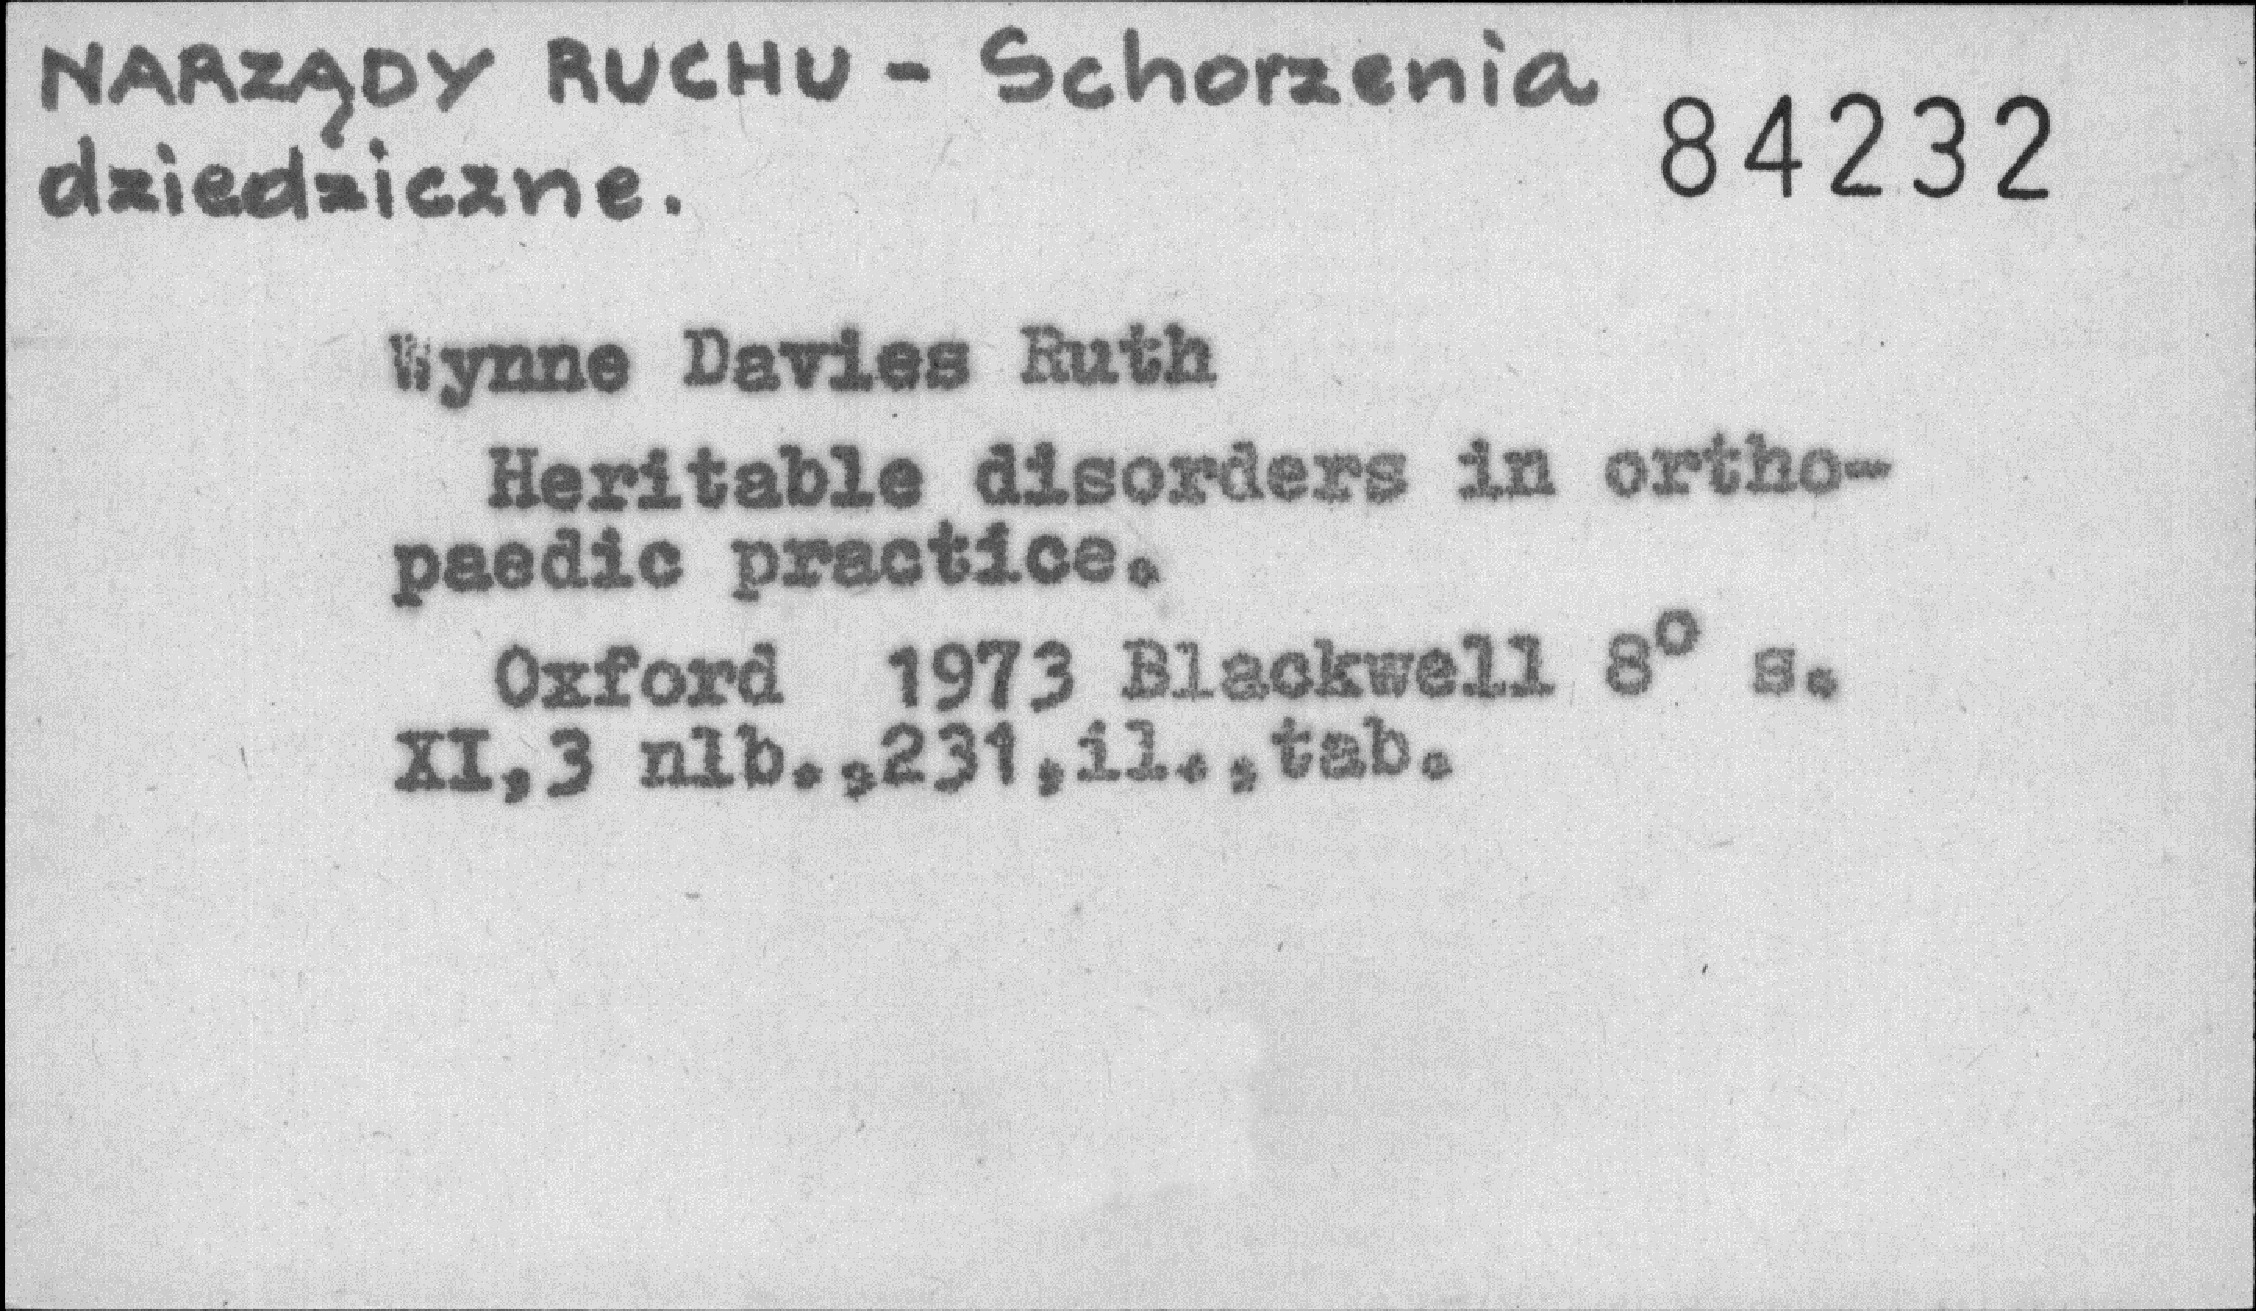 NARZĄDY RUCHU - Schorzenia
dziedziczne.
84232
Wynne Davies Ruth
Heritable disorders in ortho-
paedic practice.
Oxford 1973 Blackwell 8° s.
XI,3 nlb.,231,il.,tab.